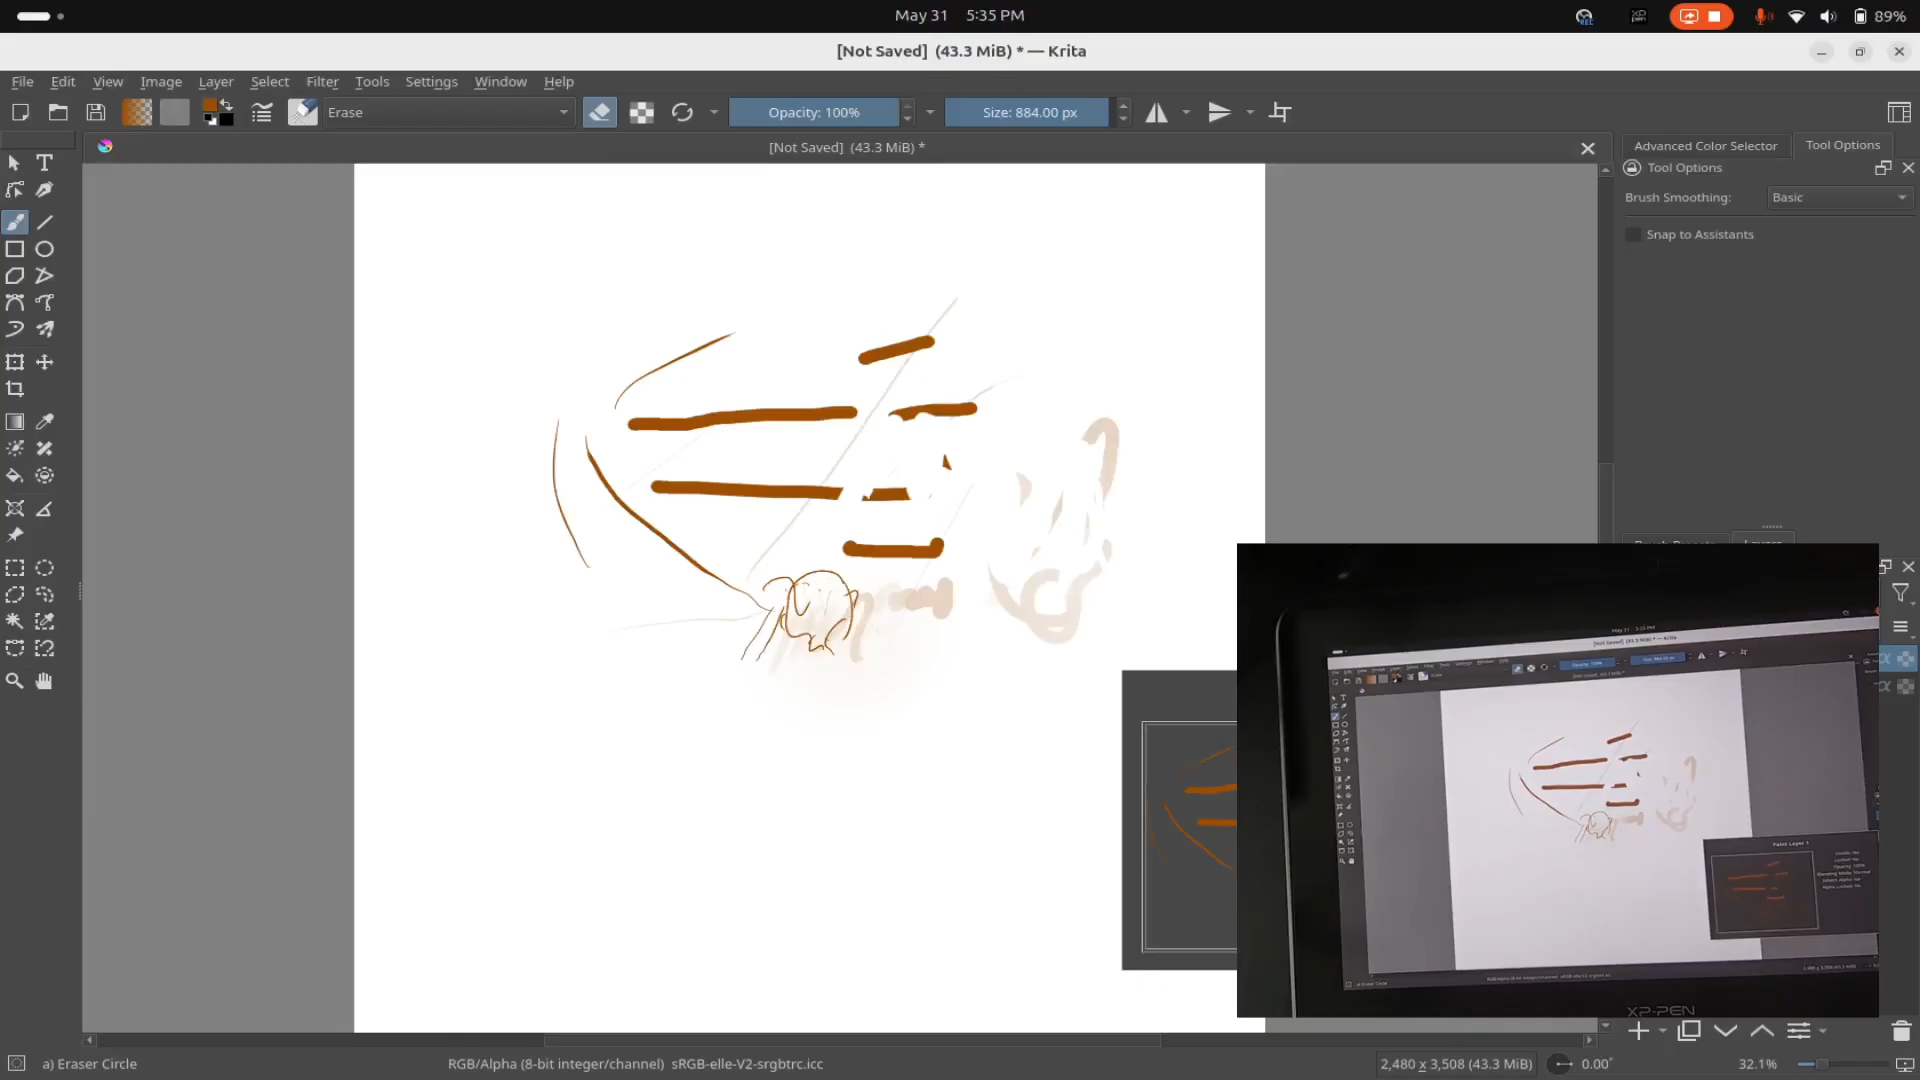 May 31 5:35 PM
89%
[Not Saved] (43.3 MiB) * — Krita
File Edit View Image Layer Select Filter Tools Settings Window Help
Erase
Opacity: 100%
Size: 884.00 px
[Not Saved] (43.3 MiB) *
Advanced Color Selector
Tool Options
Tool Options
Brush Smoothing:
Basic
Snap to Assistants
Paint Layer 1
XP-PEN
a) Eraser Circle
RGB/Alpha (8-bit integer/channel) sRGB-elle-V2-srgbtrc.icc
2,480 x 3,508 (43.3 MiB)
0.00°
32.1%